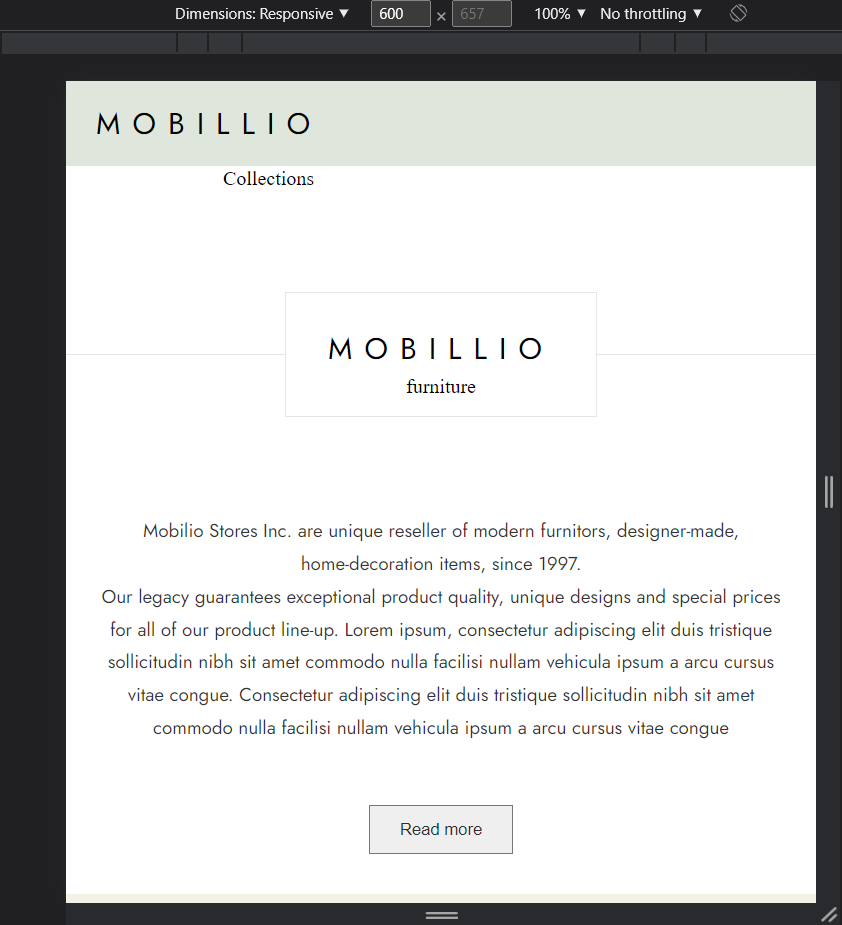 Dimensions: Responsive ▼ 600 × 657 100% ▼ No throttling ▼
MOBILLIO
Collections
MOBILLIO
furniture
Mobilio Stores Inc. are unique reseller of modern furnitors, designer-made,
home-decoration items, since 1997.
Our legacy guarantees exceptional product quality, unique designs and special prices
for all of our product line-up. Lorem ipsum, consectetur adipiscing elit duis tristique
sollicitudin nibh sit amet commodo nulla facilisi nullam vehicula ipsum a arcu cursus
vitae congue. Consectetur adipiscing elit duis tristique sollicitudin nibh sit amet
commodo nulla facilisi nullam vehicula ipsum a arcu cursus vitae congue
Read more